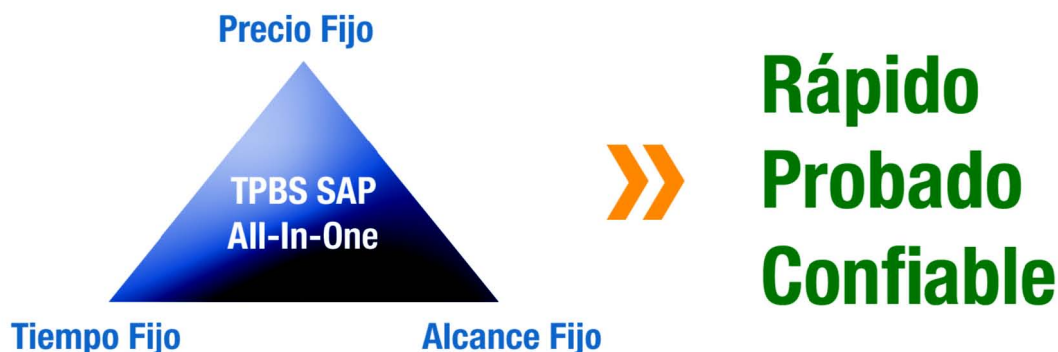 Precio Fijo
TPBS SAP
All-In-One
Tiempo Fijo
Alcance Fijo
Rápido
Probado
Confiable